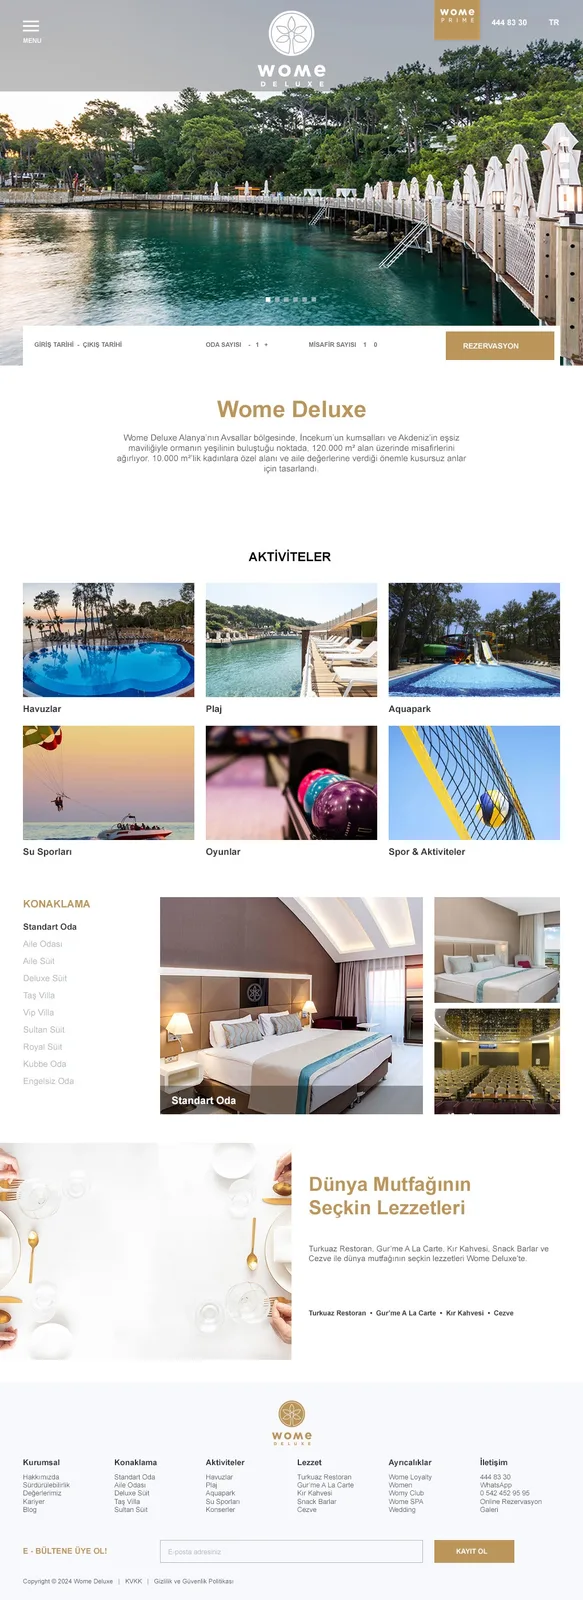 MENU
wome
DELUXE
wome
PRIME
444 83 30
TR
GİRİŞ TARİHİ - ÇIKIŞ TARİHİ
ODA SAYISI - 1 +
MİSAFİR SAYISI 1 0
REZERVASYON
Wome Deluxe
Wome Deluxe Alanya'nın Avsallar bölgesinde, İncekum'un kumsalları ve Akdeniz'in eşsiz
maviliğiyle ormanın yeşilinin buluştuğu noktada, 120.000 m² alan üzerinde misafirlerini
ağırlıyor. 10.000 m²'lik kadınlara özel alanı ve aile değerlerine verdiği önemle kusursuz anlar
için tasarlandı.
AKTİVİTELER
Havuzlar
Plaj
Aquapark
Su Sporları
Oyunlar
Spor & Aktiviteler
KONAKLAMA
Standart Oda
Aile Odası
Aile Süit
Deluxe Süit
Taş Villa
Vip Villa
Sultan Süit
Royal Süit
Kubbe Oda
Engelsiz Oda
Standart Oda
Dünya Mutfağının
Seçkin Lezzetleri
Turkuaz Restoran, Gur'me A La Carte, Kır Kahvesi, Snack Barlar ve
Cezve ile dünya mutfağının seçkin lezzetleri Wome Deluxe'te.
Turkuaz Restoran • Gur'me A La Carte • Kır Kahvesi • Cezve
wome
DELUXE
Kurumsal
Hakkımızda
Sürdürülebilirlik
Değerlerimiz
Kariyer
Blog
Konaklama
Standart Oda
Aile Odası
Deluxe Süit
Taş Villa
Sultan Süit
Aktiviteler
Havuzlar
Plaj
Aquapark
Su Sporları
Konserler
Lezzet
Turkuaz Restoran
Gur'me A La Carte
Kır Kahvesi
Snack Barlar
Cezve
Ayrıcalıklar
Wome Loyalty
Women
Womy Club
Wome SPA
Wedding
İletişim
444 83 30
WhatsApp
0 542 452 95 95
Online Rezervasyon
Galeri
E - BÜLTENE ÜYE OL!
E-posta adresiniz
KAYIT OL
Copyright © 2024 Wome Deluxe | KVKK | Gizlilik ve Güvenlik Politikası